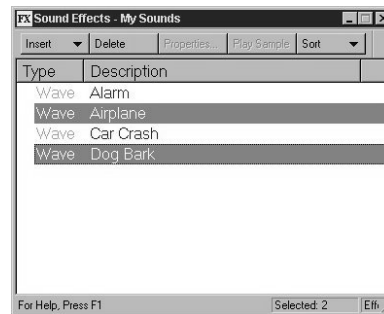 FX Sound Effects - My Sounds
Insert Delete Properties... Play Sample Sort
Type Description
Wave Alarm
Wave Airplane
Wave Car Crash
Wave Dog Bark
For Help, Press F1 Selected: 2 Eff